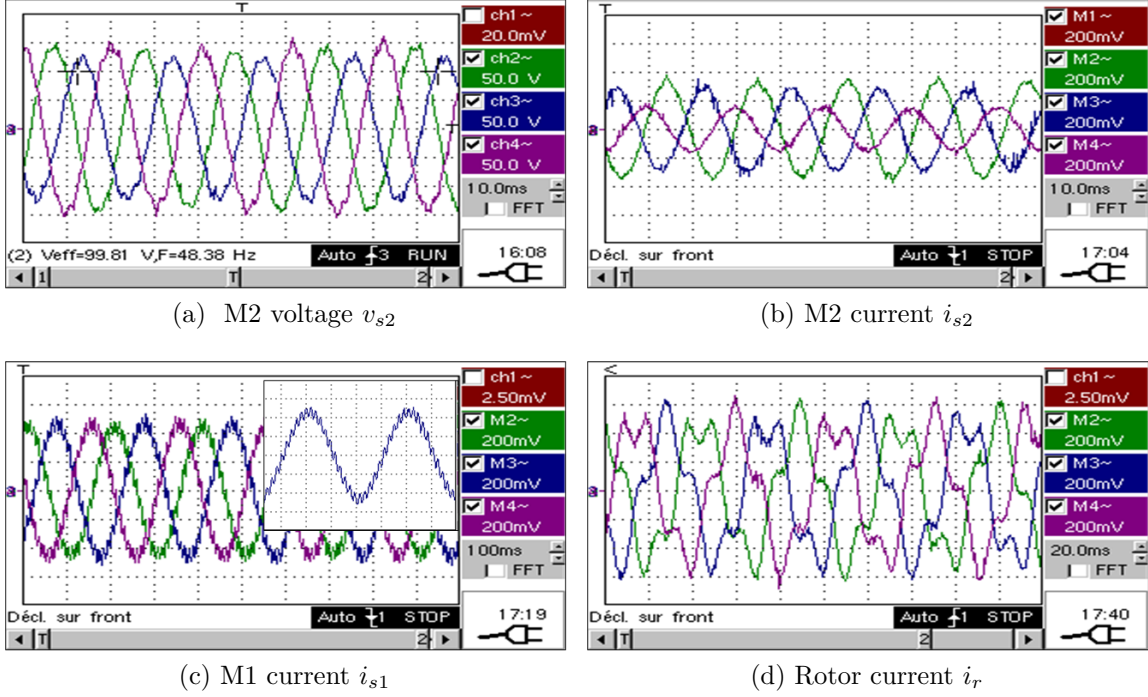 T
ch1~
20.0mV
ch2~
50.0 V
ch3~
50.0 V
ch4~
50.0 V
10.0ms
FFT
(2) Veff=99.81 V,F=48.38 Hz
Auto 3 RUN
16:08
1 T 2
(a) M2 voltage vs2
T
M1~
200mV
M2~
200mV
M3~
200mV
M4~
200mV
10.0ms
FFT
Décl. sur front
Auto 1 STOP
17:04
T 2
(b) M2 current is2
T
ch1~
2.50mV
M2~
200mV
M3~
200mV
M4~
200mV
100ms
FFT
Décl. sur front
Auto 1 STOP
17:19
T 2
(c) M1 current is1
<
ch1~
2.50mV
M2~
200mV
M3~
200mV
M4~
200mV
20.0ms
FFT
Décl. sur front
Auto 1 STOP
17:40
T 2
(d) Rotor current ir